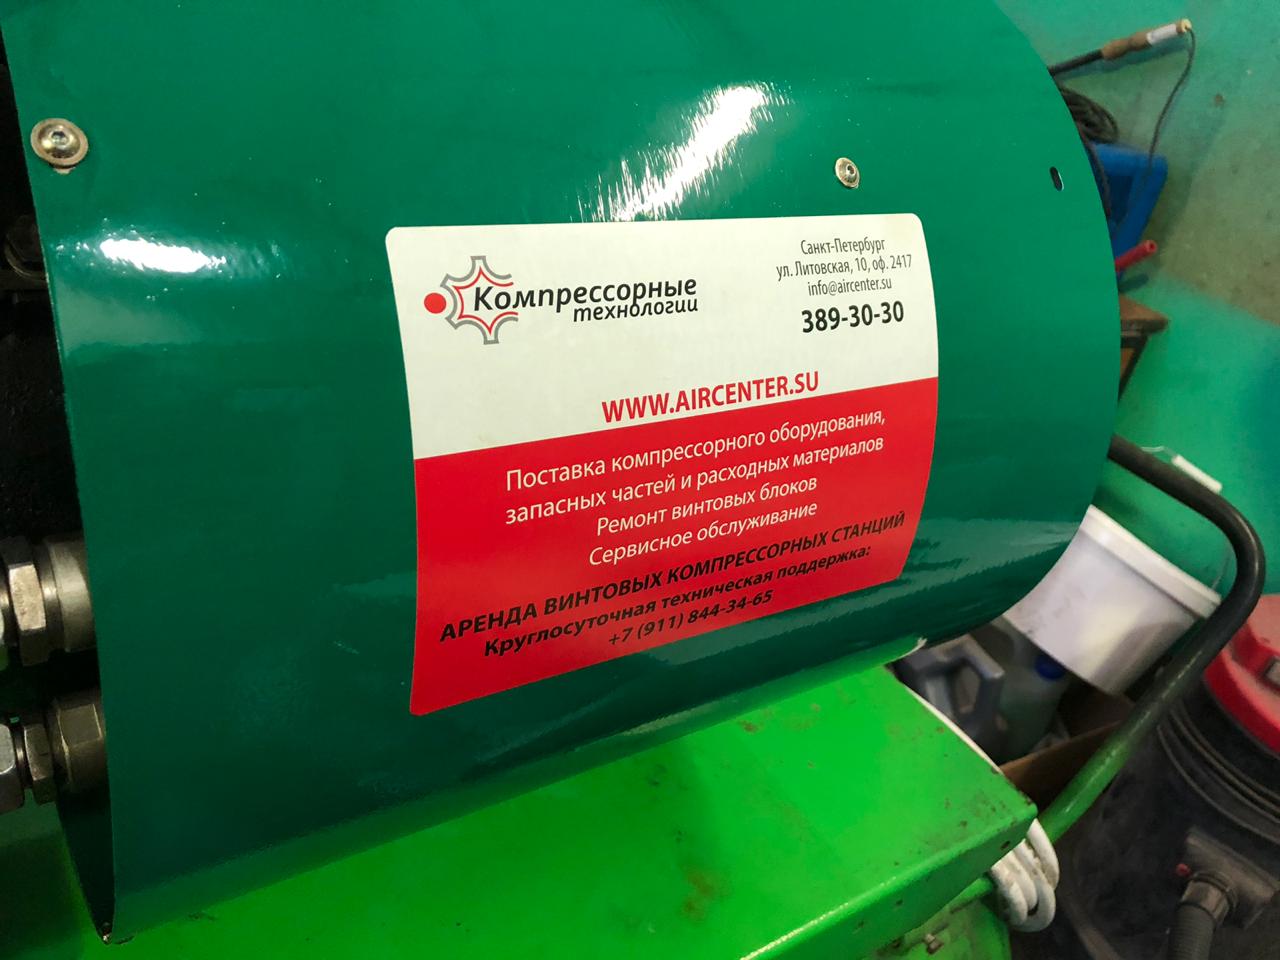 Компрессорные
технологии
Санкт-Петербург
ул. Литовская, 10, оф. 2417
info@aircenter.su
389-30-30
WWW.AIRCENTER.SU
Поставка компрессорного оборудования,
запасных частей и расходных материалов
Ремонт винтовых блоков
Сервисное обслуживание
АРЕНДА ВИНТОВЫХ КОМПРЕССОРНЫХ СТАНЦИЙ
Круглосуточная техническая поддержка:
+7 (911) 844-34-65